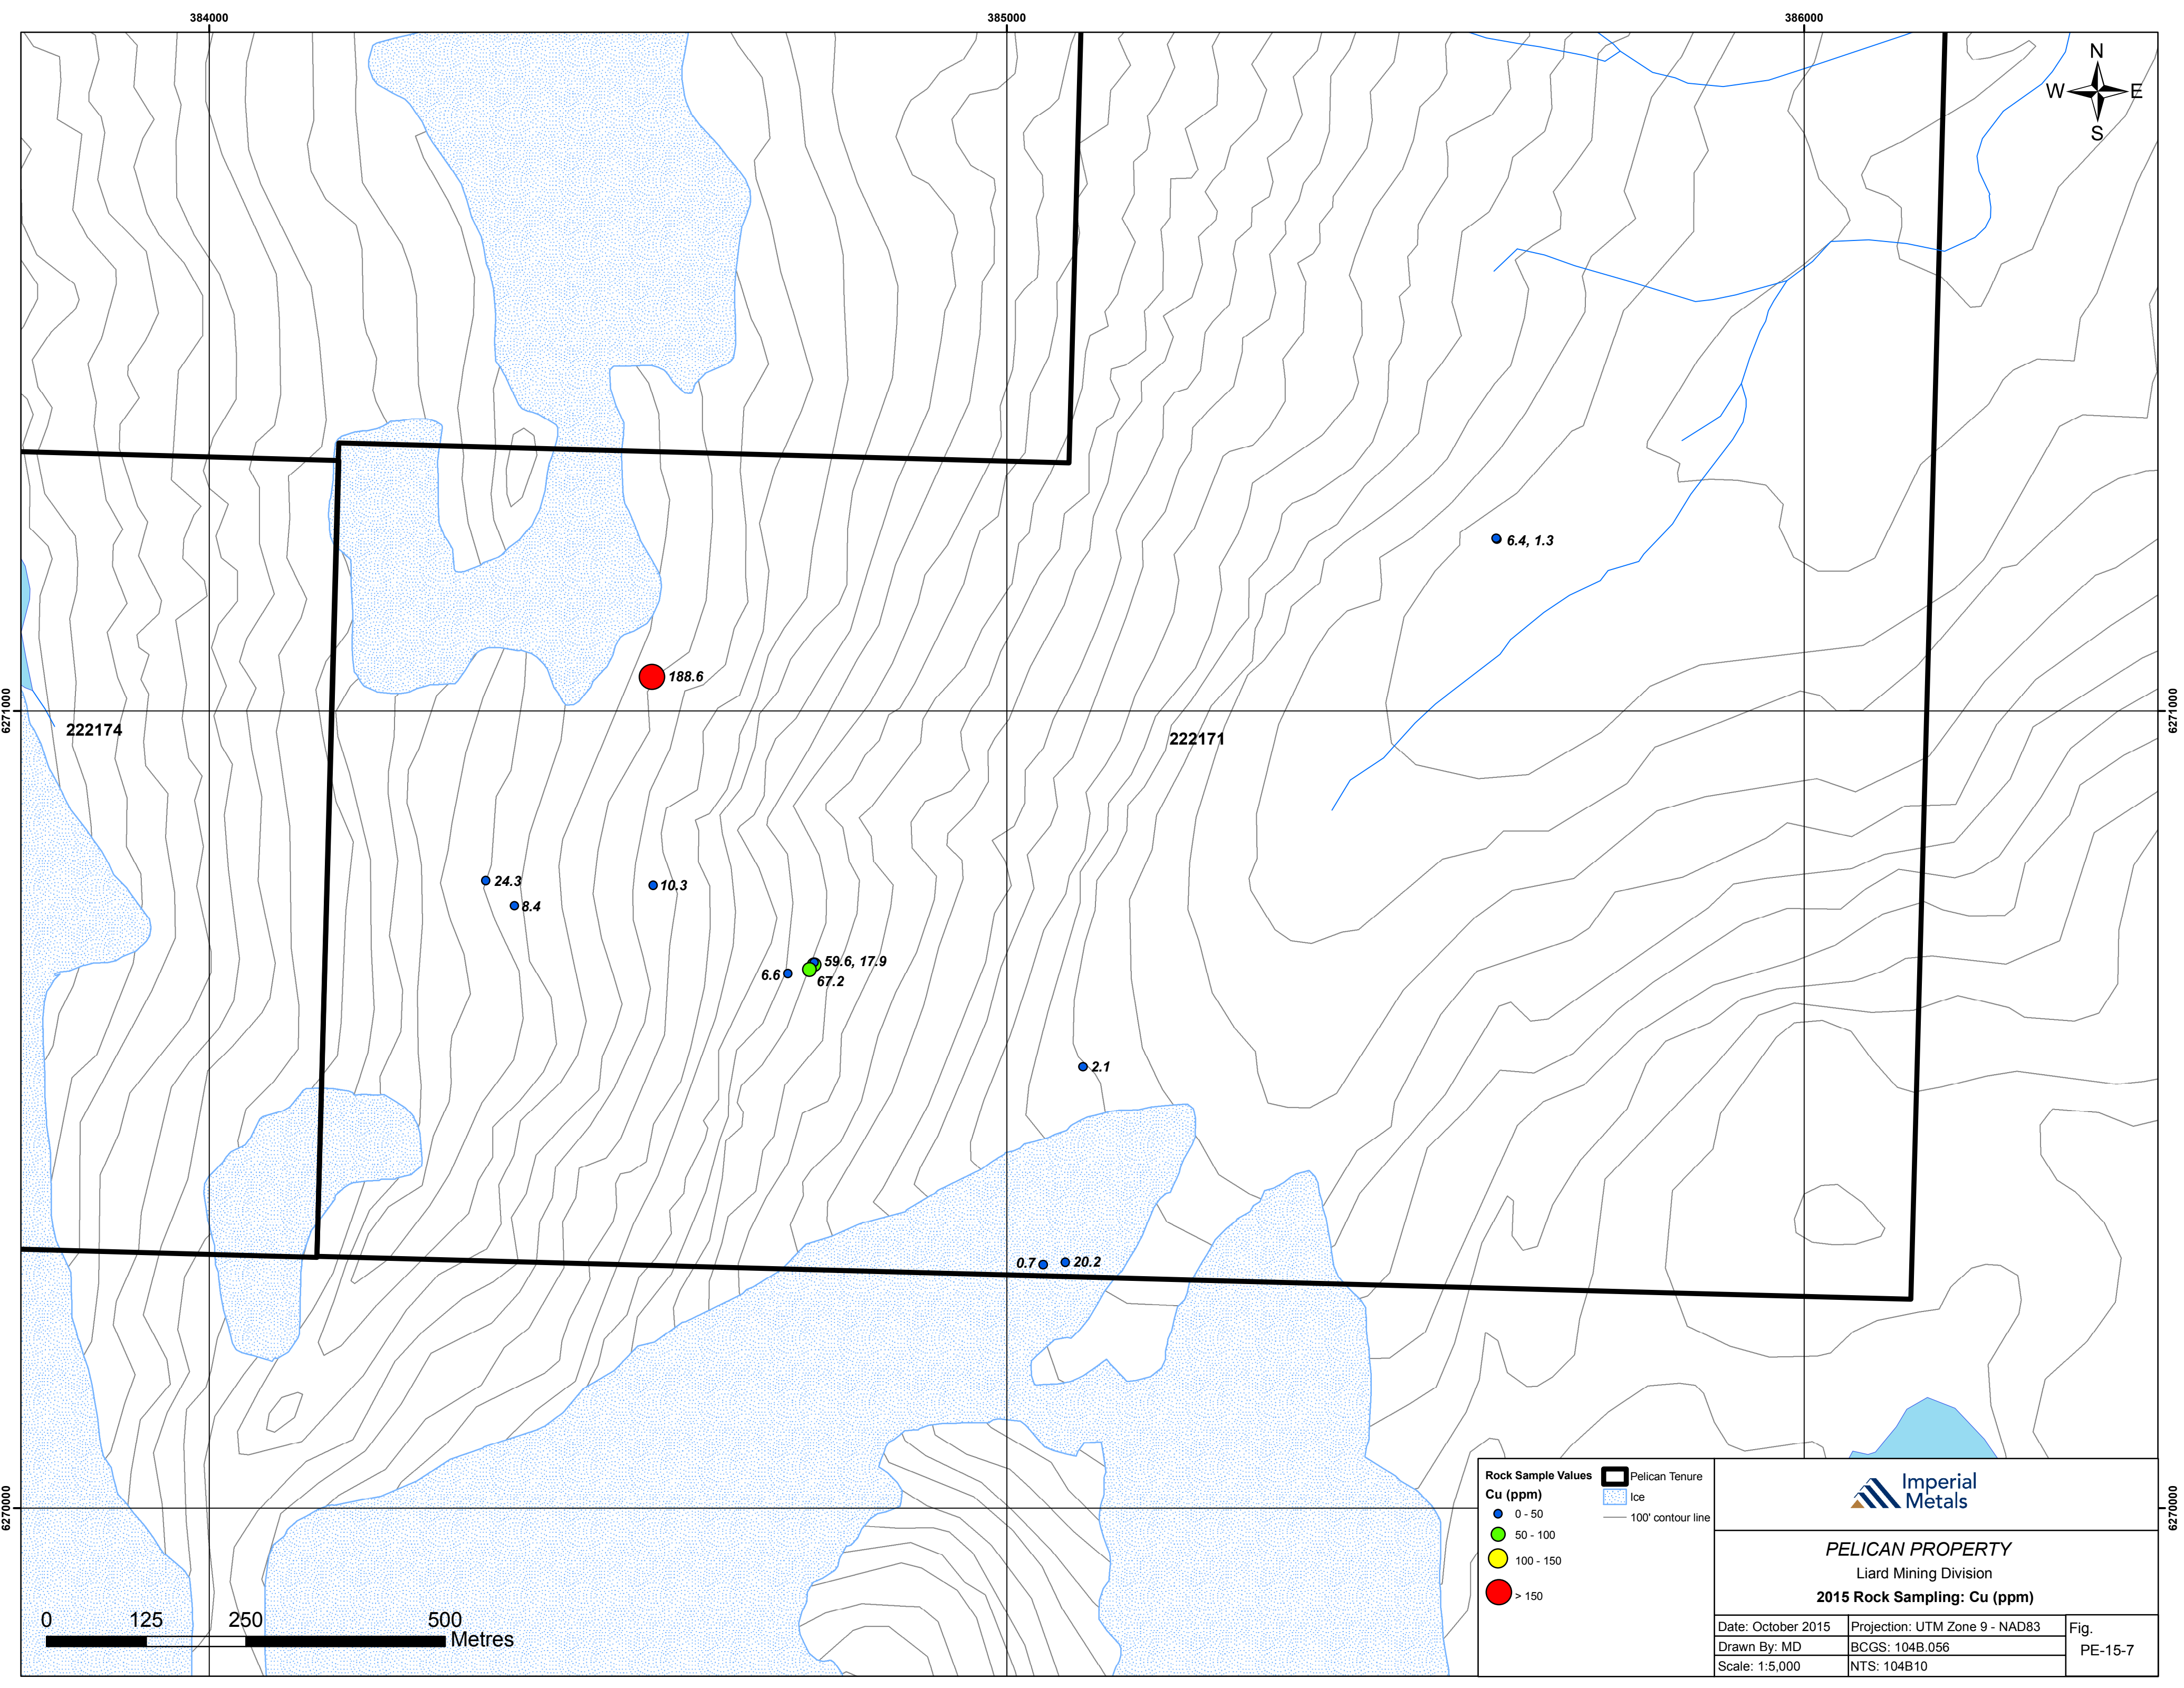 384000
385000
386000
N
W E
S
6.4, 1.3
188.6
6271000
6271000
222174
222171
24.3
10.3
8.4
59.6, 17.9
6.6
67.2
2.1
0.7
20.2
6270000
6270000
Rock Sample Values
Cu (ppm)
0 - 50
50 - 100
100 - 150
> 150
Pelican Tenure
Ice
100' contour line
Imperial
Metals
PELICAN PROPERTY
Liard Mining Division
2015 Rock Sampling: Cu (ppm)
Date: October 2015
Projection: UTM Zone 9 - NAD83
Fig.
Drawn By: MD
BCGS: 104B.056
PE-15-7
Scale: 1:5,000
NTS: 104B10
0 125 250 500
Metres